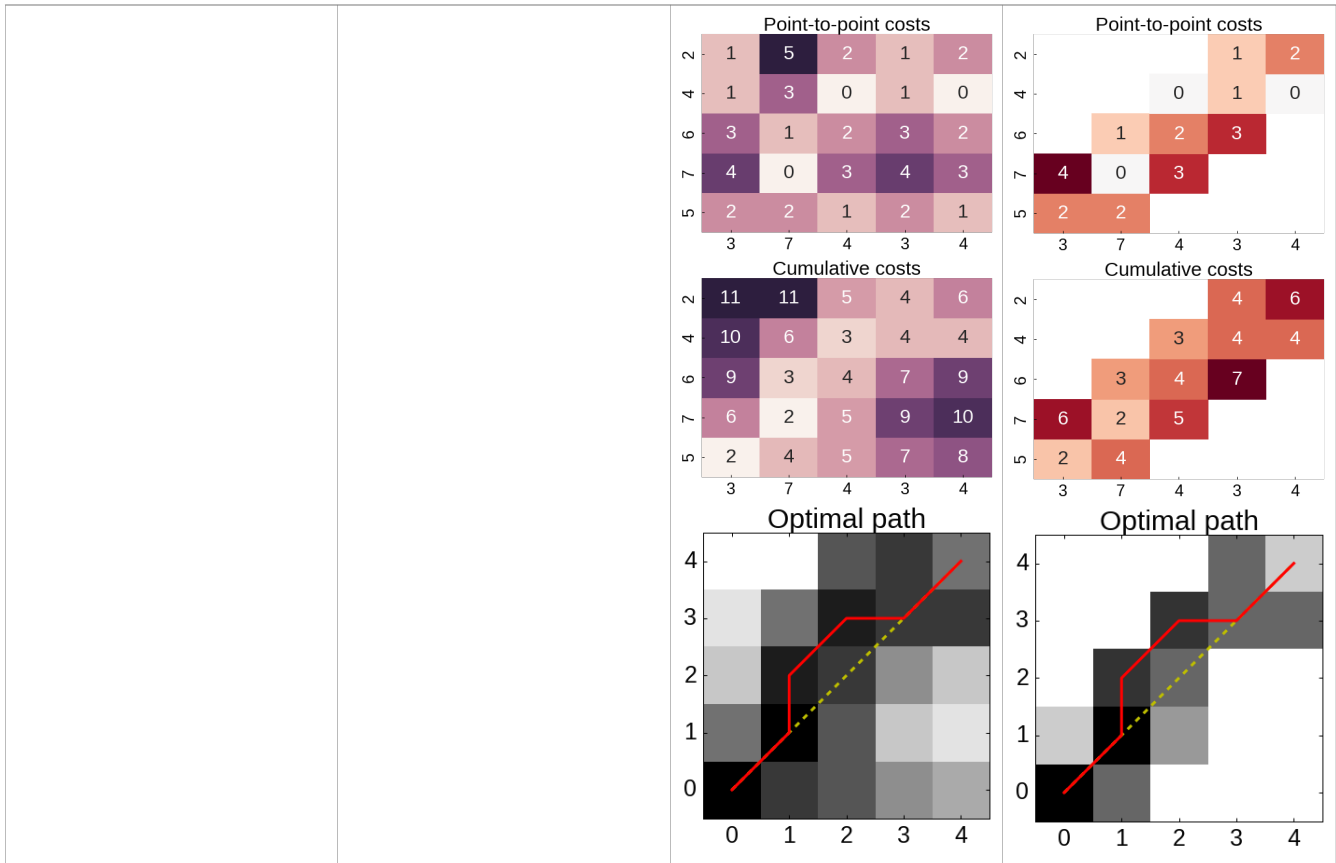 Point-to-point costs
2 1 5 2 1 2
4 1 3 0 1 0
6 3 1 2 3 2
7 4 0 3 4 3
5 2 2 1 2 1
3 7 4 3 4
Cumulative costs
2 11 11 5 4 6
4 10 6 3 4 4
6 9 3 4 7 9
7 6 2 5 9 10
5 2 4 5 7 8
3 7 4 3 4
Optimal path
4
3
2
1
0
0 1 2 3 4
Point-to-point costs
2 1 2
4 0 1 0
6 1 2 3
7 4 0 3
5 2 2
3 7 4 3 4
Cumulative costs
2 4 6
4 3 4 4
6 3 4 7
7 6 2 5
5 2 4
3 7 4 3 4
Optimal path
4
3
2
1
0
0 1 2 3 4